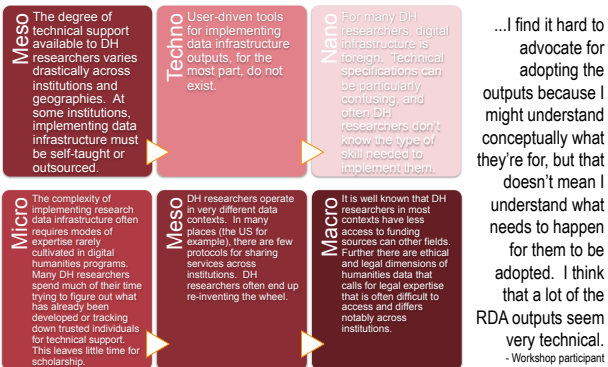 Meso
The degree of
technical support
available to DH
researchers varies
drastically across
institutions and
geographies. At
some institutions,
implementing data
infrastructure must
be self-taught or
outsourced.
Techno
User-driven tools
for implementing
data infrastructure
outputs, for the
most part, do not
exist.
Nano
For many DH
researchers, digital
infrastructure is
foreign. Technical
specifications can
be particularly
confusing, and
often DH
researchers don't
know the type of
skill needed to
implement them.
Micro
The complexity of
implementing research
data infrastructure often
requires modes of
expertise rarely
cultivated in digital
humanities programs.
Many DH researchers
spend much of their time
trying to figure out what
has already been
developed or tracking
down trusted individuals
for technical support.
This leaves little time for
scholarship.
Meso
DH researchers operate
in very different data
contexts. In many
places (the US for
example), there are few
protocols for sharing
services across
institutions. DH
researchers often end up
re-inventing the wheel.
Macro
It is well known that DH
researchers in most
contexts have less
access to funding
sources can other fields.
Further there are ethical
and legal dimensions of
humanities data that
calls for legal expertise
that is often difficult to
access and differs
notably across
institutions.
...I find it hard to
advocate for
adopting the
outputs because I
might understand
conceptually what
they're for, but that
doesn't mean I
understand what
needs to happen
for them to be
adopted. I think
that a lot of the
RDA outputs seem
very technical.
- Workshop participant